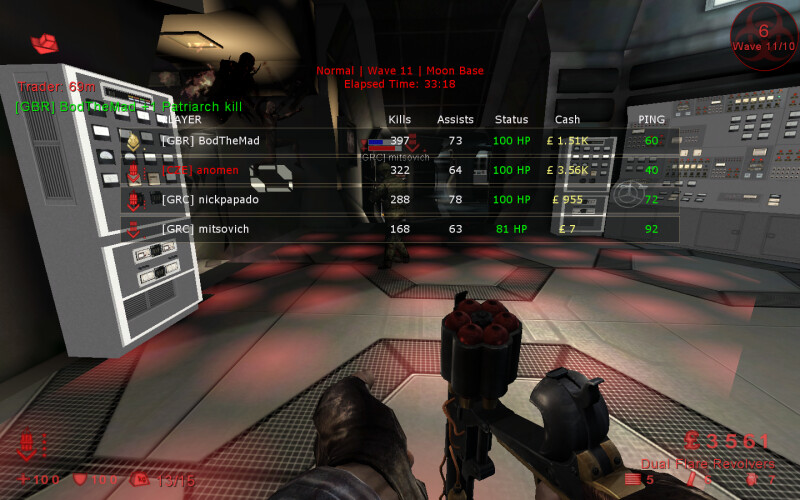 6
Wave 11/10
Normal | Wave 11 | Moon Base
Elapsed Time: 33:18
Trader: 69m
[GBR] BodTheMad +1 Patriarch kill
LAYER Kills Assists Status Cash PING
[GBR] BodTheMad 397 73 100 HP £ 1.51K 60
[CZE] anomen 322 64 100 HP £ 3.56K 40
[GRC] mitsovich
[GRC] nickpapado 288 78 100 HP £ 955 72
[GRC] mitsovich 168 63 81 HP £ 7 92
£3561
Dual Flare Revolvers
100 100 13/15 5 7